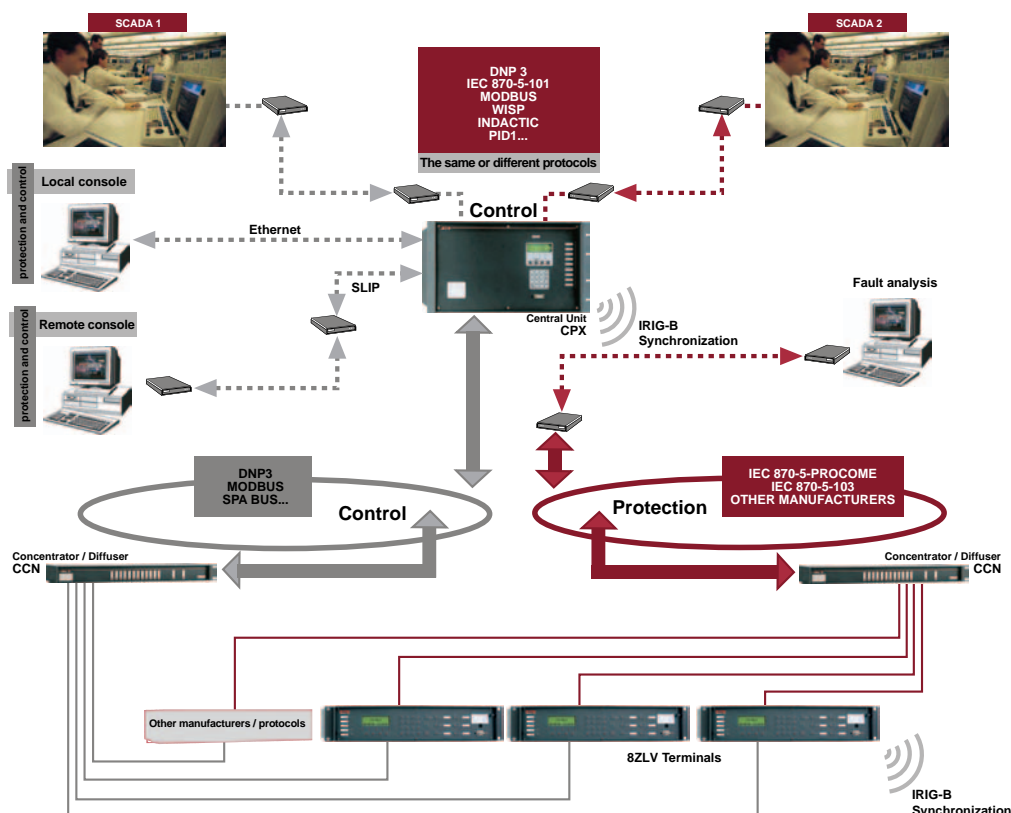 SCADA 1
SCADA 2
DNP 3
IEC 870-5-101
MODBUS
WISP
INDACTIC
PID1...
The same or different protocols
protection and control
Local console
Control
Ethernet
SLIP
Central Unit
CPX
Fault analysis
IRIG-B
Synchronization
protection and control
Remote console
DNP3
MODBUS
SPA BUS...
Control
IEC 870-5-PROCOME
IEC 870-5-103
OTHER MANUFACTURERS
Protection
Concentrator / Diffuser
CCN
Concentrator / Diffuser
CCN
Other manufacturers / protocols
8ZLV Terminals
IRIG-B
Synchronization